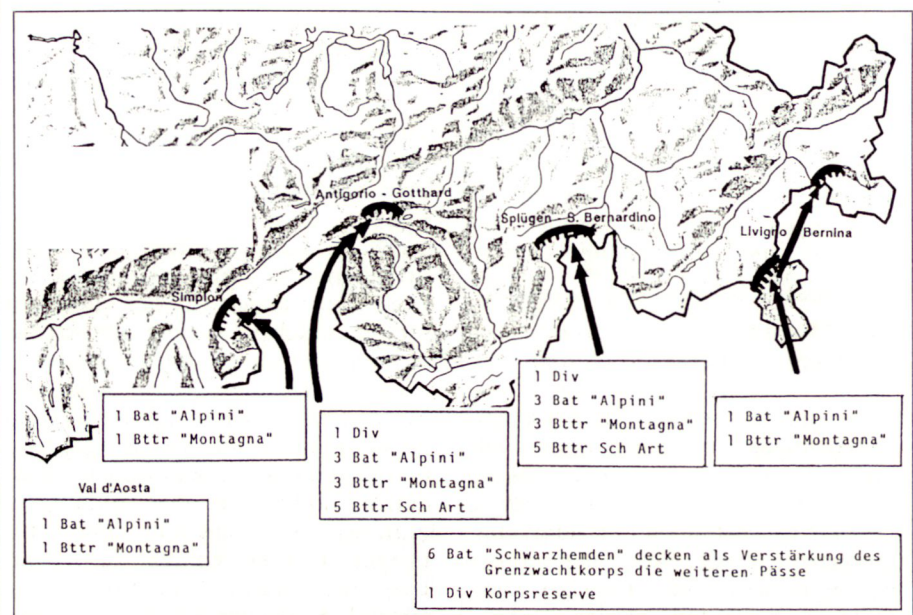 Antigorio - Gotthard
Splügen - S. Bernardino
Livigno Bernina
Simplon
1 Bat "Alpini"
1 Bttr "Montagna"
1 Div
3 Bat "Alpini"
3 Bttr "Montagna"
5 Bttr Sch Art
1 Div
3 Bat "Alpini"
3 Bttr "Montagna"
5 Bttr Sch Art
1 Bat "Alpini"
1 Bttr "Montagna"
Val d'Aosta
1 Bat "Alpini"
1 Bttr "Montagna"
6 Bat "Schwarzhemden" decken als Verstärkung des
Grenzwachtkorps die weiteren Pässe
1 Div Korpsreserve